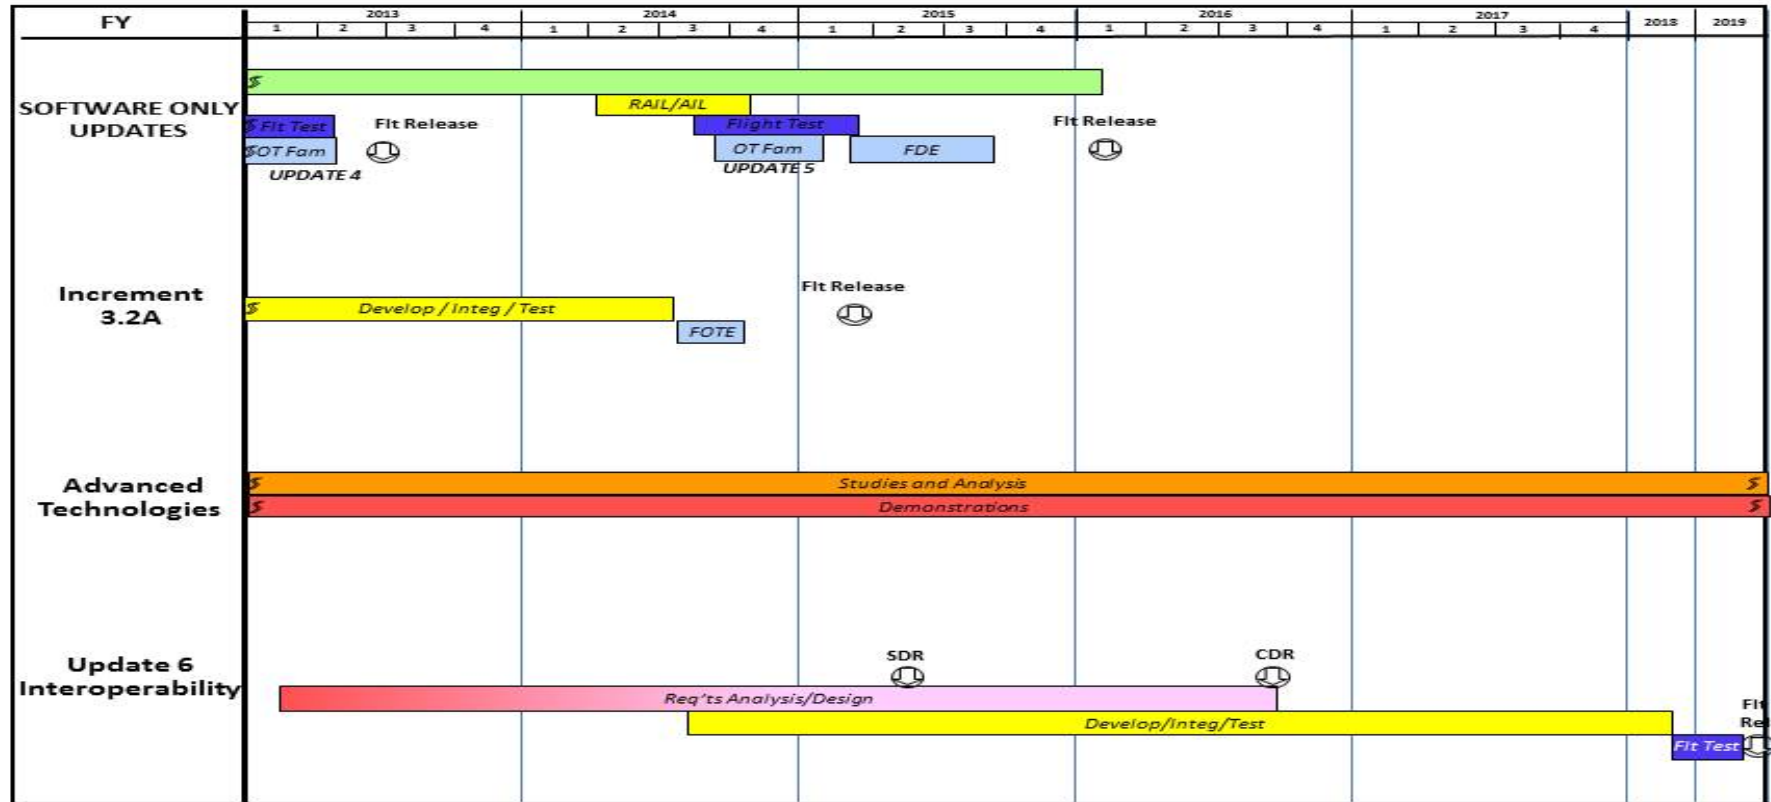 FY
2013 2014 2015 2016 2017 2018 2019
1 2 3 4 1 2 3 4 1 2 3 4 1 2 3 4 1 2 3 4
SOFTWARE ONLY
UPDATES
$
RAIL/AIL
$ Flt Test
Flt Release
Flight Test
Flt Release
$OT Fam
OT Fam
FDE
UPDATE 4
UPDATE 5
Increment
3.2A
Flt Release
$ Develop / Integ / Test
FOTE
Advanced
Technologies
$ Studies and Analysis $
$ Demonstrations $
Update 6
Interoperability
SDR
CDR
Req'ts Analysis/Design
Develop/Integ/Test
Flt
Rel
Flt Test